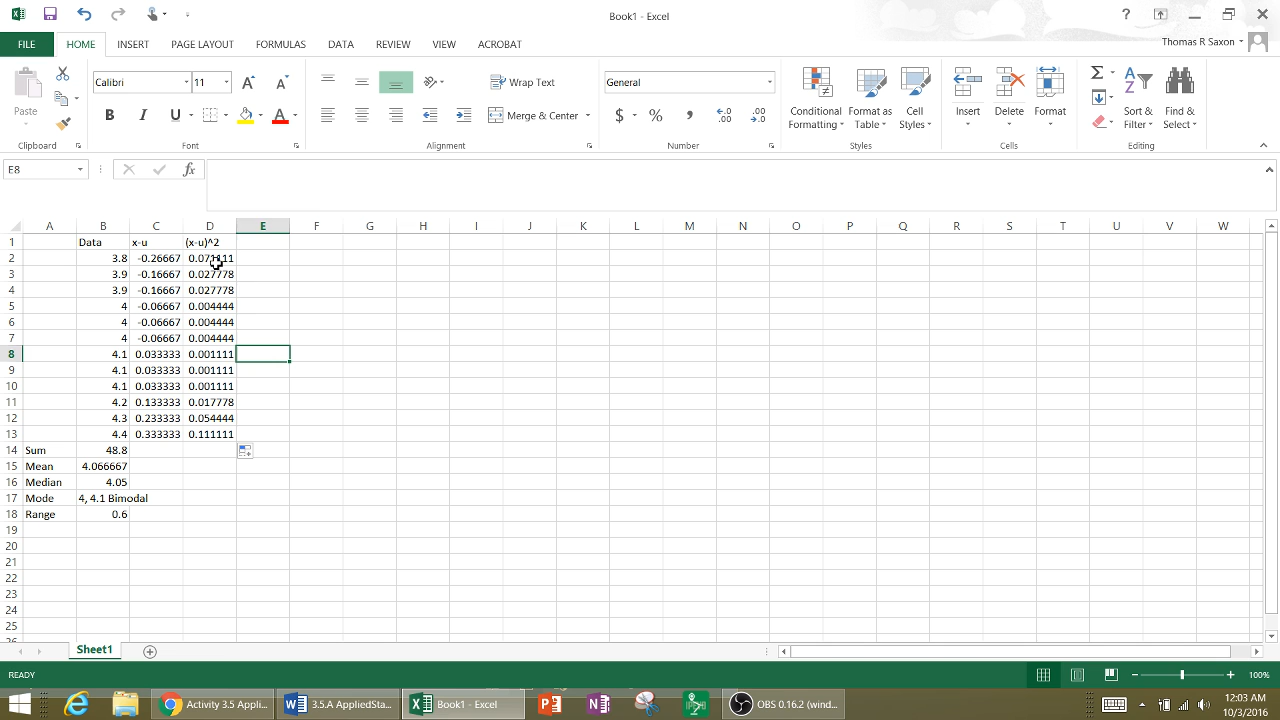 Book1 - Excel
?
Thomas R Saxon
FILE HOME INSERT PAGE LAYOUT FORMULAS DATA REVIEW VIEW ACROBAT
Paste
Calibri 11
B I U
Wrap Text
Merge & Center
General
$ % ,
Conditional Formatting
Format as Table
Cell Styles
Insert
Delete
Format
Sort & Filter
Find & Select
Clipboard Font Alignment Number Styles Cells Editing
E8 fx
A B C D E F G H I J K L M N O P Q R S T U V W
1 Data x-u (x-u)^2
2 3.8 -0.26667 0.071111
3 3.9 -0.16667 0.027778
4 3.9 -0.16667 0.027778
5 4 -0.06667 0.004444
6 4 -0.06667 0.004444
7 4 -0.06667 0.004444
8 4.1 0.033333 0.001111
9 4.1 0.033333 0.001111
10 4.1 0.033333 0.001111
11 4.2 0.133333 0.017778
12 4.3 0.233333 0.054444
13 4.4 0.333333 0.111111
14 Sum 48.8
15 Mean 4.066667
16 Median 4.05
17 Mode 4, 4.1 Bimodal
18 Range 0.6
19
20
21
22
23
24
25
26
Sheet1
READY 100%
Activity 3.5 Appli...
3.5.A AppliedSta...
Book1 - Excel
OBS 0.16.2 (wind...
12:03 AM
10/3/2016